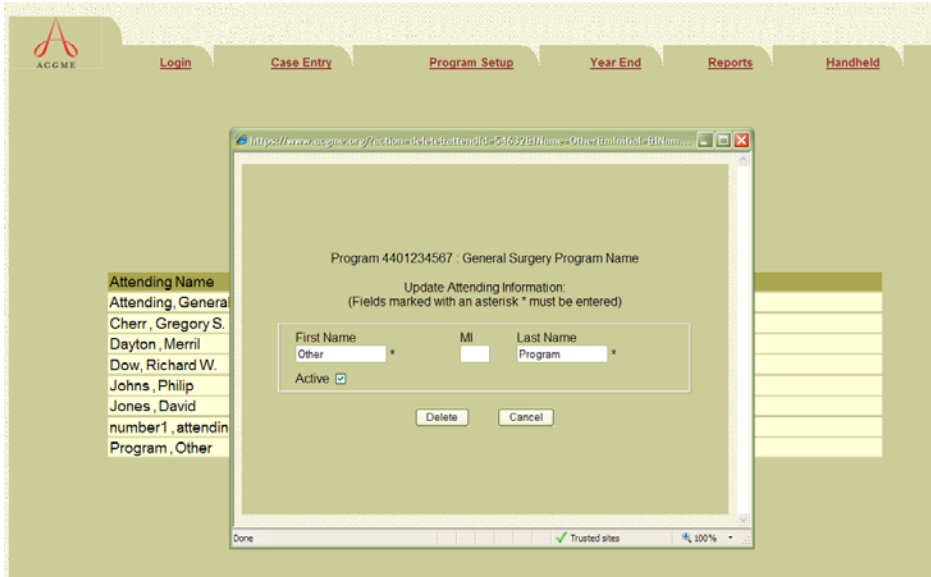 ACGME
Login Case Entry Program Setup Year End Reports Handheld
Program 4401234567 : General Surgery Program Name
Update Attending Information:
(Fields marked with an asterisk * must be entered)
First Name MI Last Name
Other * Program *
Active
Delete Cancel
Done Trusted sites 100%
Attending Name
Attending, General
Cherr , Gregory S.
Dayton , Merril
Dow, Richard W.
Johns , Philip
Jones , David
number1 , attendin
Program , Other